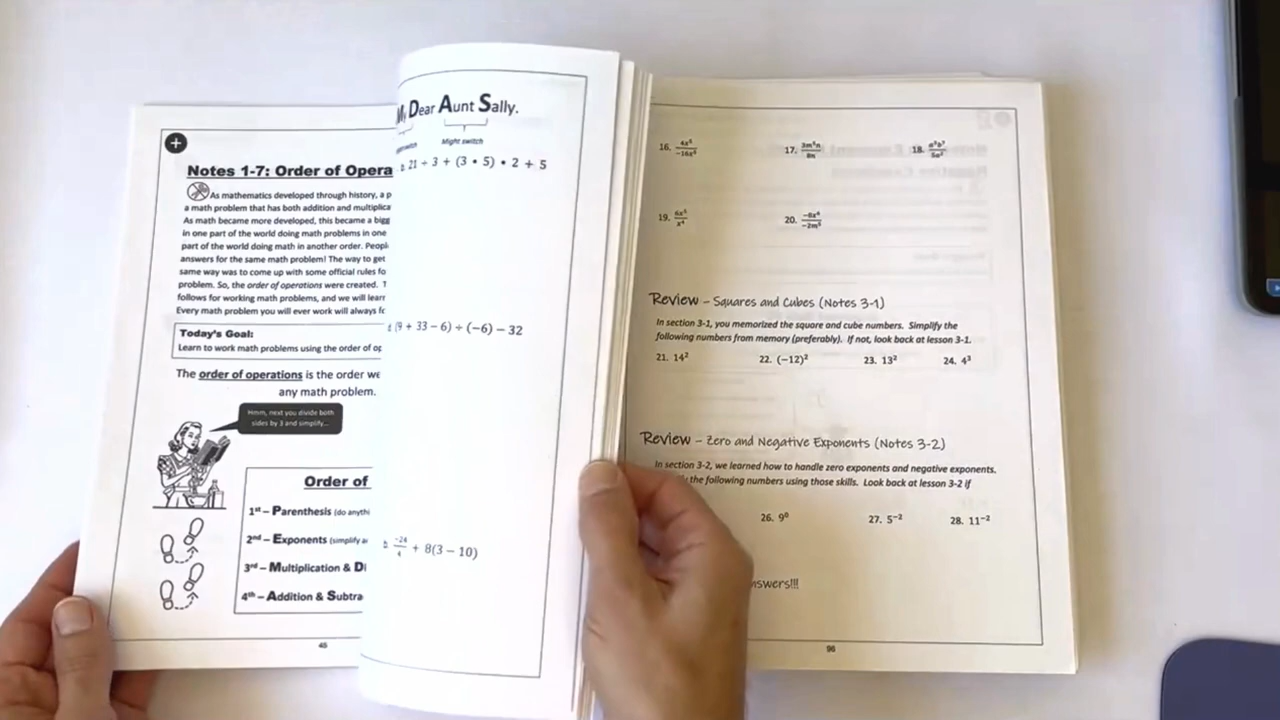 Notes 1-7: Order of Opera
As mathematics developed through history, a p
a math problem that has both addition and multiplica
As math became more developed, this became a bigg
in one part of the world doing math problems in one
part of the world doing math in another order. Peopl
answers for the same math problem! The way to get
same way was to come up with some official rules fo
problem. So, the order of operations were created. T
follows for working math problems, and we will learn
Every math problem you will ever work will always fo
Today's Goal:
Learn to work math problems using the order of op
The order of operations is the order we
any math problem.
Hmm, next you divide both
sides by 3 and simplify...
Order of
1st – Parenthesis (do anythi
2nd – Exponents (simplify a
3rd – Multiplication & Di
4th – Addition & Subtra
45
My Dear Aunt Sally.
Might switch
21 ÷ 3 + (3 • 5) • 2 + 5
(9 + 33 – 6) ÷ (–6) – 32
-24/4 + 8(3 – 10)
16. 17. 18.
19. 20.
Review – Squares and Cubes (Notes 3-1)
In section 3-1, you memorized the square and cube numbers. Simplify the
following numbers from memory (preferably). If not, look back at lesson 3-1.
21. 14² 22. (−12)² 23. 13² 24. 4³
Review – Zero and Negative Exponents (Notes 3-2)
In section 3-2, we learned how to handle zero exponents and negative exponents.
the following numbers using those skills. Look back at lesson 3-2 if
26. 9⁰ 27. 5⁻² 28. 11⁻²
nswers!!!
96